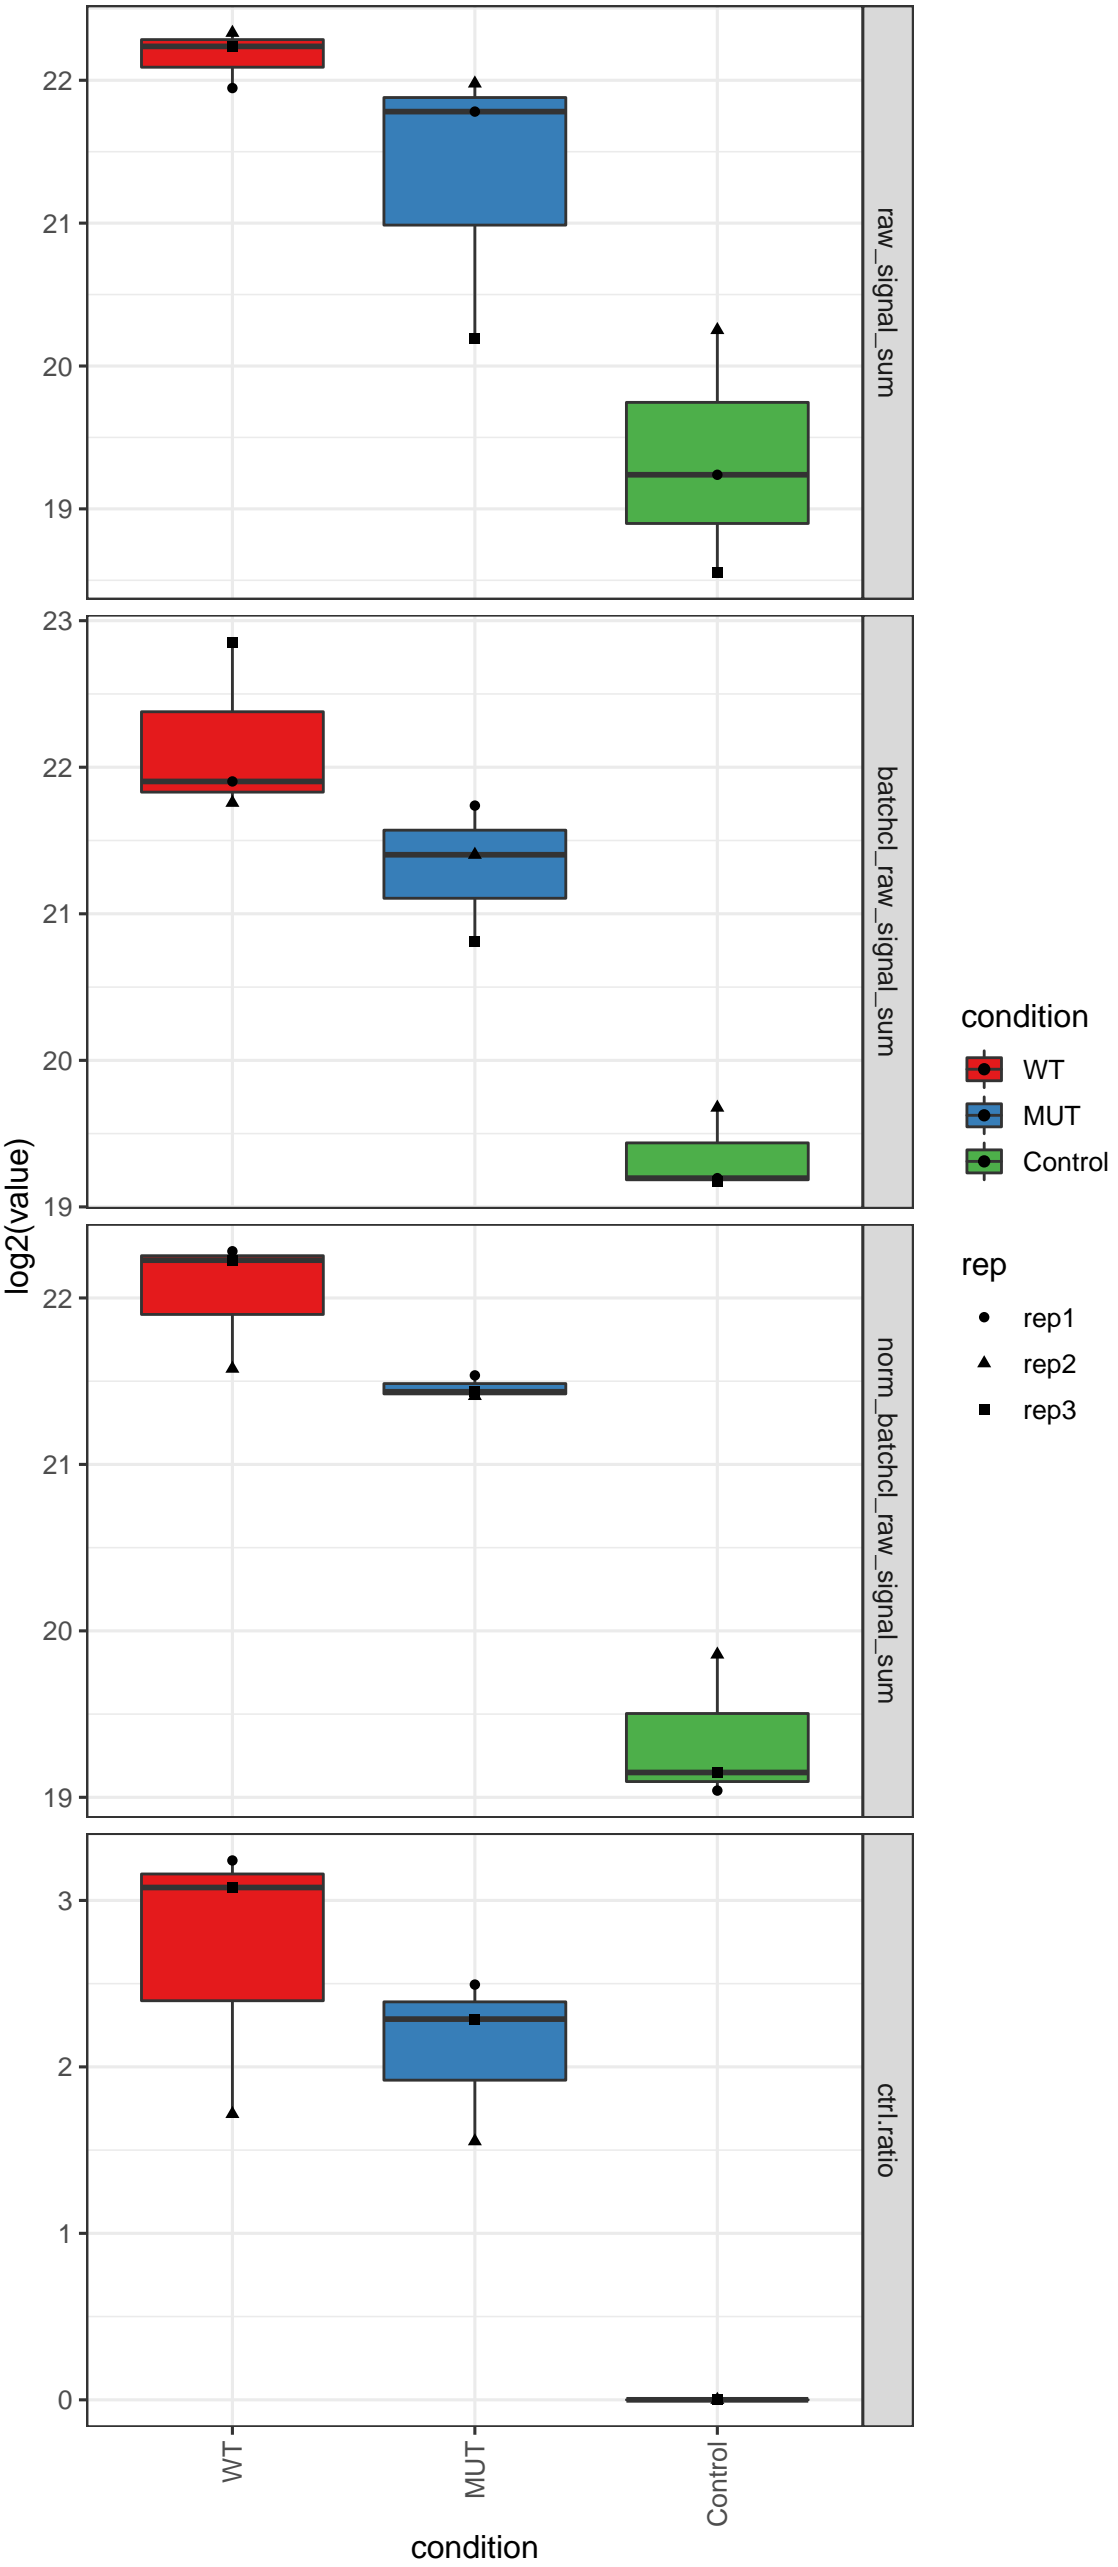 log2(value)
22
21
20
19
raw_signal_sum
23
22
21
20
19
batchcl_raw_signal_sum
22
21
20
19
norm_batchcl_raw_signal_sum
3
2
1
0
ctrl.ratio
WT
MUT
Control
condition
condition
WT
MUT
Control
rep
rep1
rep2
rep3